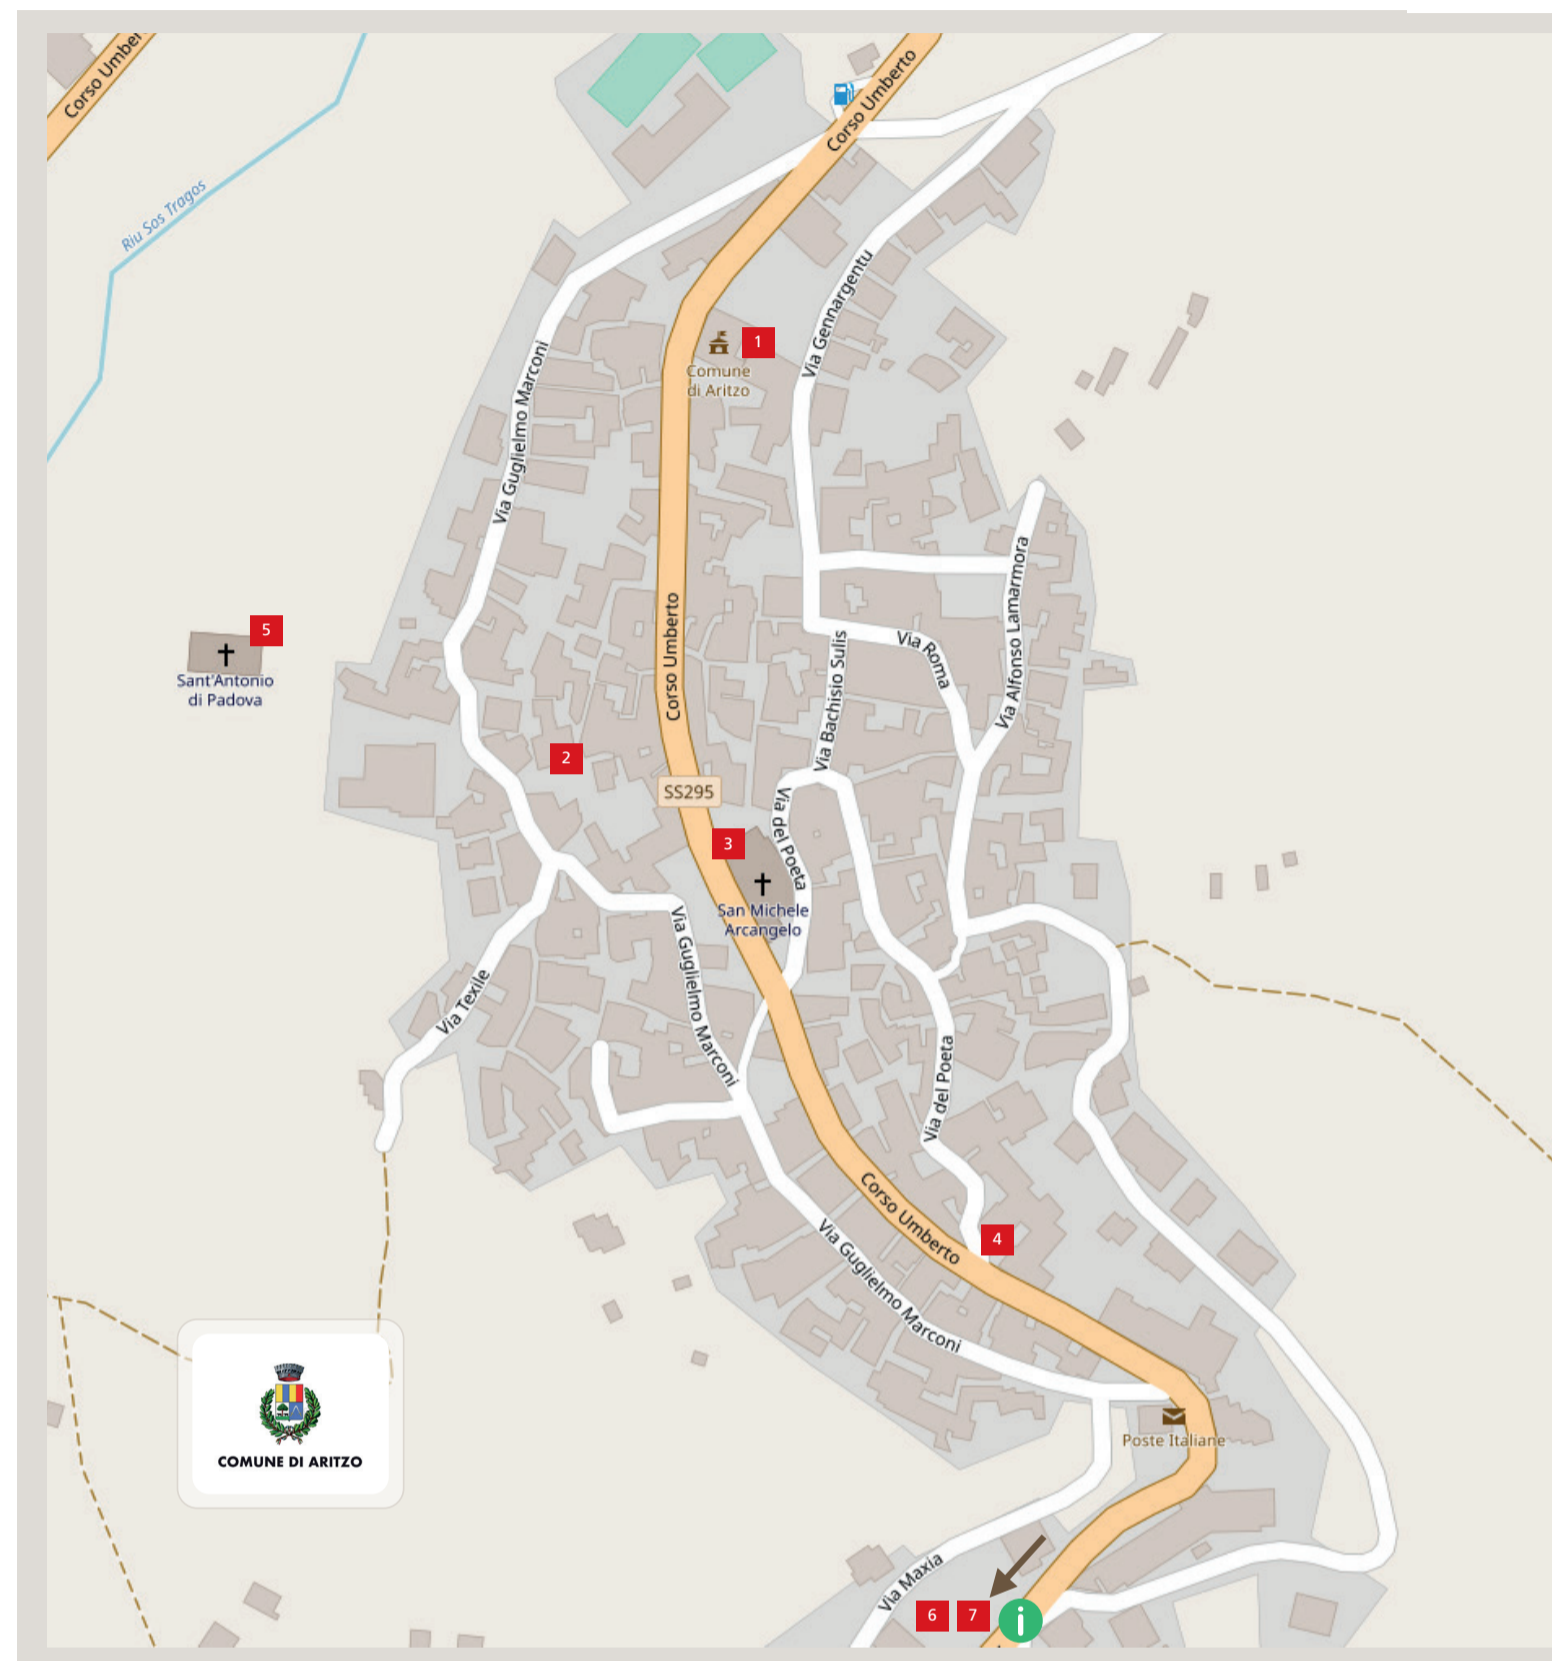 Corso Umber
Corso Umberto
Riu Sos Tragos
Via Gennargentu
1
Comune
di Aritzo
Via Guglielmo Marconi
Via Alfonso Lamarmora
Corso Umberto
5
Via Bachisio Sulis
Via Roma
Sant'Antonio
di Padova
2
SS295
Via del Poeta
3
San Michele
Arcangelo
Via Guglielmo Marconi
Via Texile
Via del Poeta
Corso Umberto
4
Via Guglielmo Marconi
COMUNE DI ARITZO
Poste Italiane
Via Maxia
6
7
i